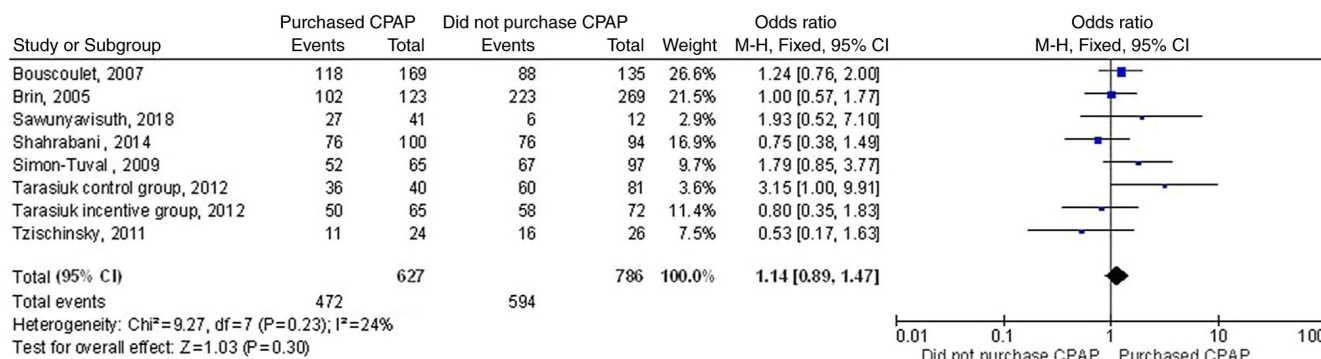 Purchased CPAP Did not purchase CPAP Odds ratio Odds ratio
Study or Subgroup Events Total Events Total Weight M-H, Fixed, 95% CI M-H, Fixed, 95% CI
Bouscoulet, 2007 118 169 88 135 26.6% 1.24 [0.76, 2.00]
Brin, 2005 102 123 223 269 21.5% 1.00 [0.57, 1.77]
Sawunyavisuth, 2018 27 41 6 12 2.9% 1.93 [0.52, 7.10]
Shahrabani, 2014 76 100 76 94 16.9% 0.75 [0.38, 1.49]
Simon-Tuval, 2009 52 65 67 97 9.7% 1.79 [0.85, 3.77]
Tarasiuk control group, 2012 36 40 60 81 3.6% 3.15 [1.00, 9.91]
Tarasiuk incentive group, 2012 50 65 58 72 11.4% 0.80 [0.35, 1.83]
Tzischinsky, 2011 11 24 16 26 7.5% 0.53 [0.17, 1.63]
Total (95% CI) 627 786 100.0% 1.14 [0.89, 1.47]
Total events 472 594
Heterogeneity: Chi²=9.27, df=7 (P=0.23); I²=24%
Test for overall effect: Z=1.03 (P=0.30)
0.01 0.1 1 10 100
Did not purchase CPAP Purchased CPAP